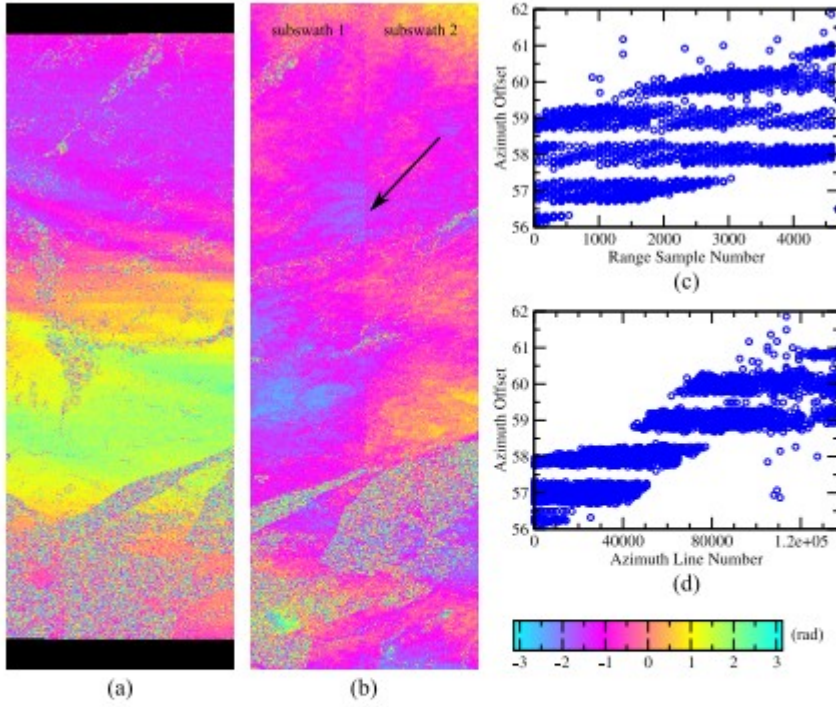 subswath 1 subswath 2
(a)
(b)
62
61
60
59
58
57
56
Azimuth Offset
0 1000 2000 3000 4000
Range Sample Number
(c)
62
61
60
59
58
57
56
Azimuth Offset
0 40000 80000 1.2e+05
Azimuth Line Number
(d)
(rad)
-3 -2 -1 0 1 2 3